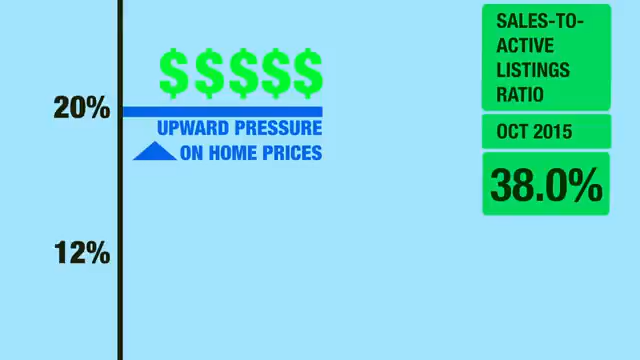 $$$$$
20%
UPWARD PRESSURE
ON HOME PRICES
12%
SALES-TO-
ACTIVE
LISTINGS
RATIO
OCT 2015
38.0%